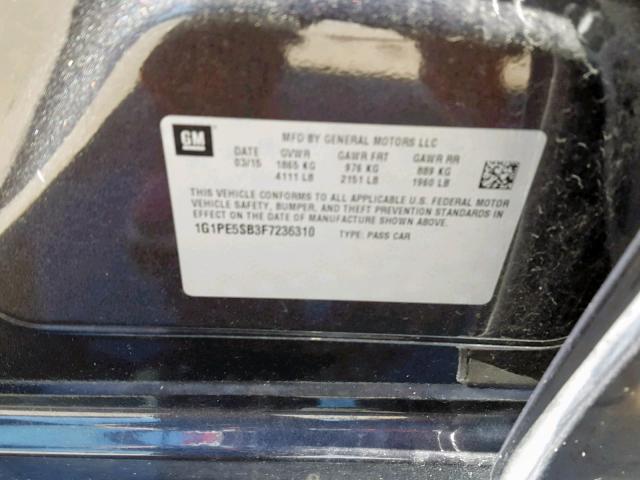 GM
MFD BY GENERAL MOTORS LLC
DATE GVWR GAWR FRT GAWR RR
03/15 1865 KG 976 KG 889 KG
4111 LB 2151 LB 1960 LB
THIS VEHICLE CONFORMS TO ALL APPLICABLE U.S. FEDERAL MOTOR
VEHICLE SAFETY, BUMPER, AND THEFT PREVENTION STANDARDS IN
EFFECT ON THE DATE OF MANUFACTURE SHOWN ABOVE.
1G1PE5SB3F7236310 TYPE: PASS CAR